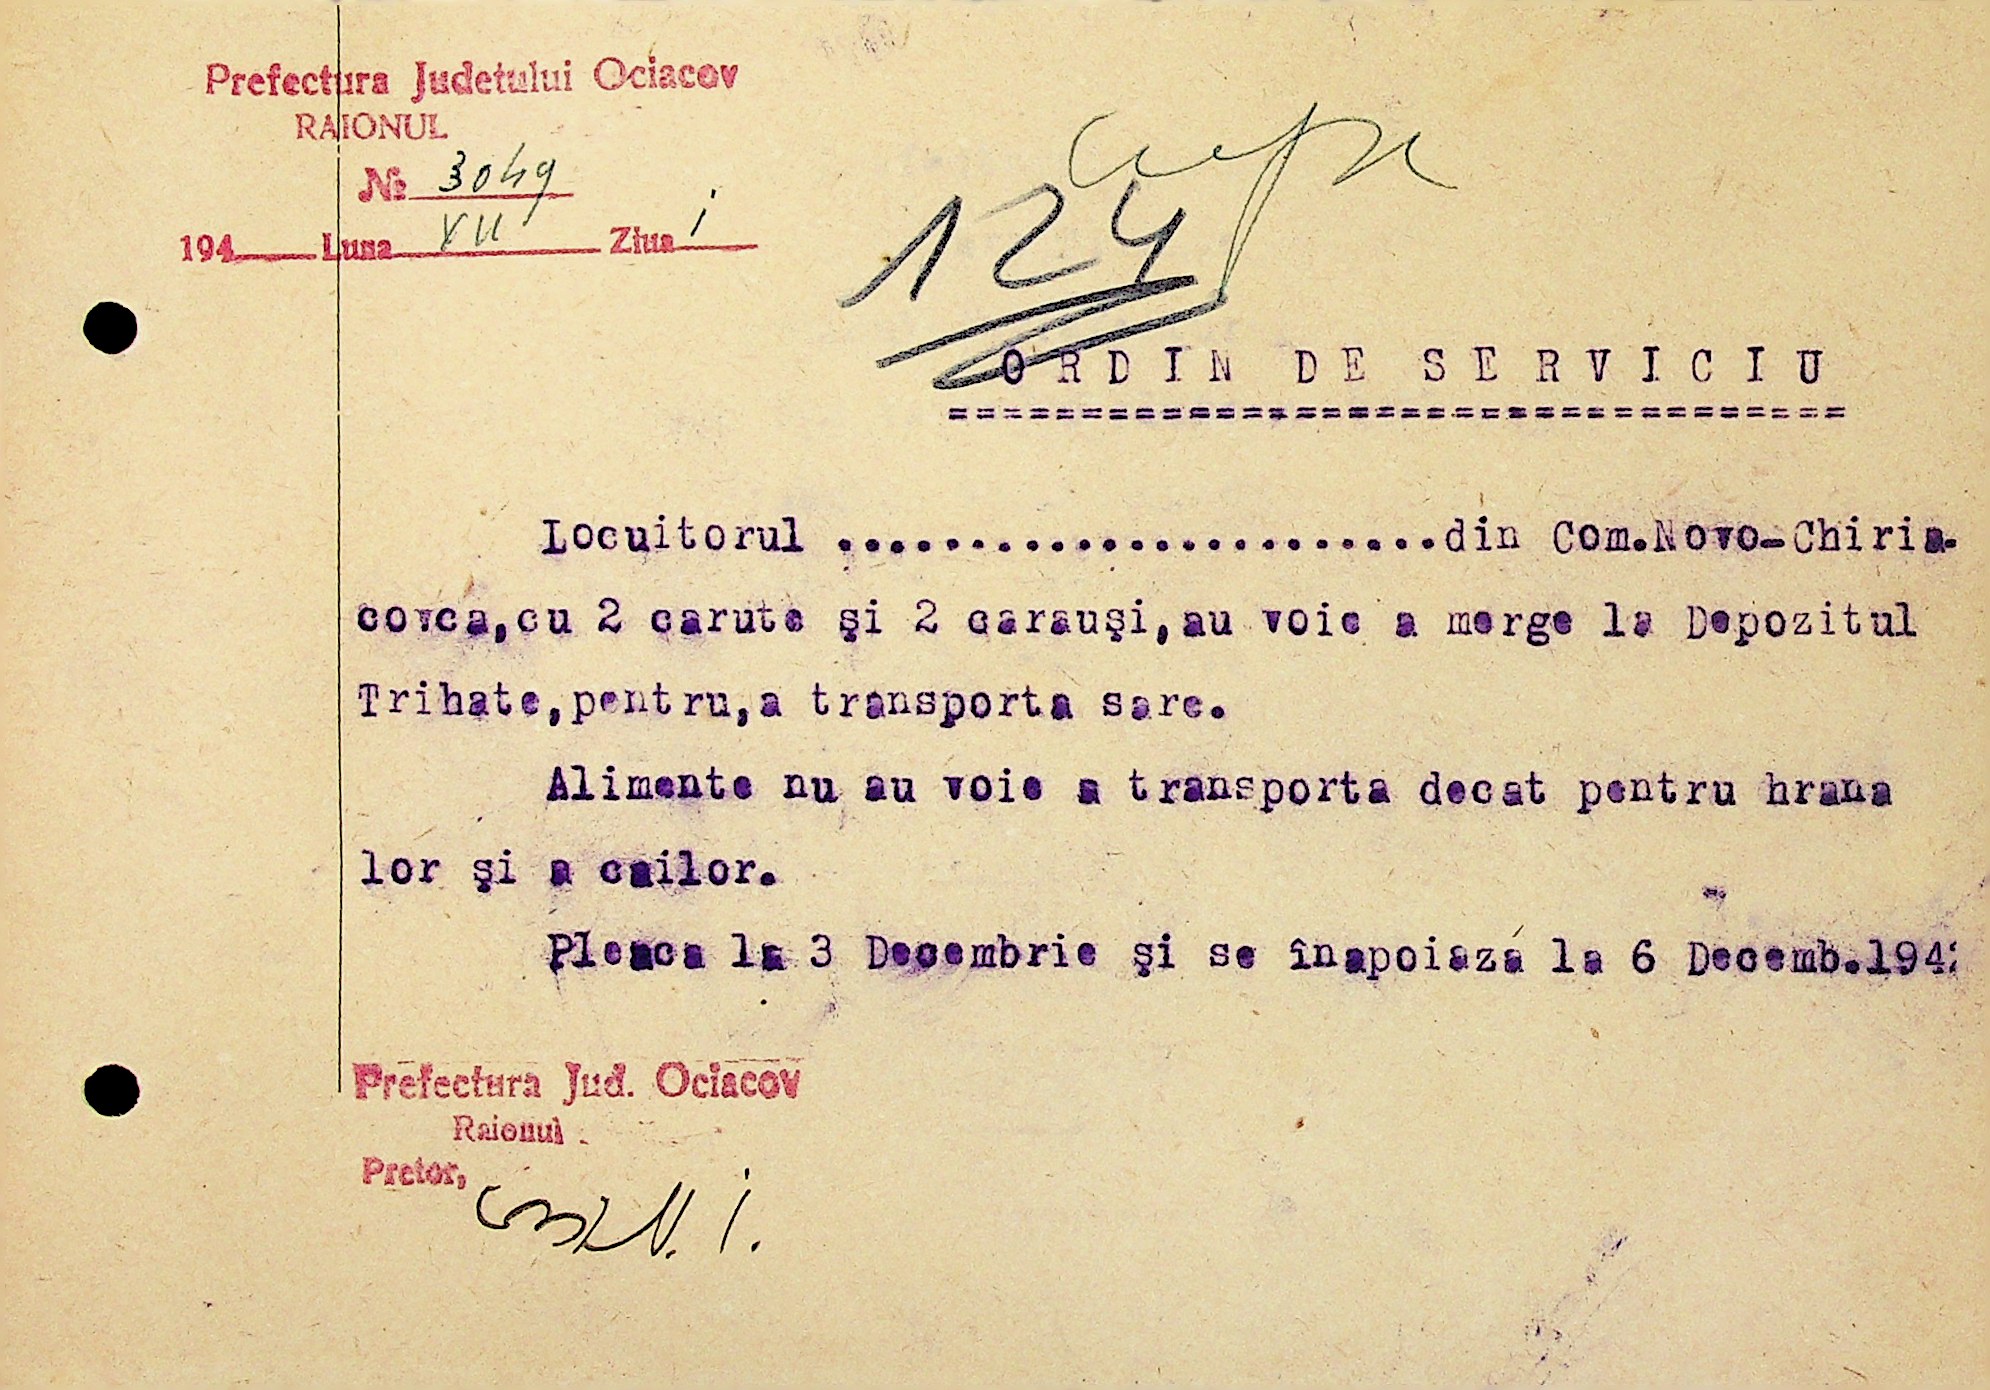 Prefectura Judetului Ociacov
RAIONUL
№ 3049
194 Luna XII Ziua 1
124
ORDIN DE SERVICIU
================================
Locuitorul .......................din Com.Novo-Chiria-
covca,cu 2 carute şi 2 carauşi,au voie a merge la Depozitul
Trihate,pentru,a transporta sare.
Alimente nu au voie a transporta decat pentru hrana
lor şi a cailor.
Pleaca la 3 Decembrie şi se înapoiază la 6 Decemb.194
Prefectura Jud. Ociacov
Raionul
Pretor,